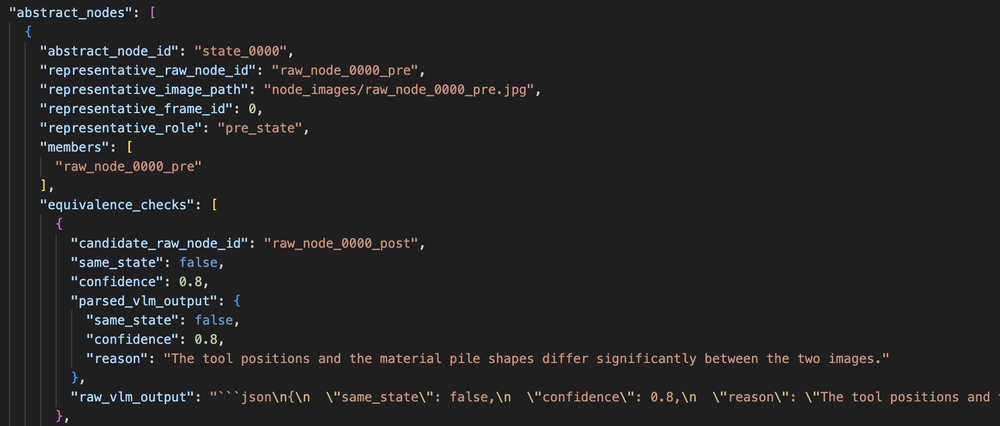 "abstract_nodes": [
{
"abstract_node_id": "state_0000",
"representative_raw_node_id": "raw_node_0000_pre",
"representative_image_path": "node_images/raw_node_0000_pre.jpg",
"representative_frame_id": 0,
"representative_role": "pre_state",
"members": [
"raw_node_0000_pre"
],
"equivalence_checks": [
{
"candidate_raw_node_id": "raw_node_0000_post",
"same_state": false,
"confidence": 0.8,
"parsed_vlm_output": {
"same_state": false,
"confidence": 0.8,
"reason": "The tool positions and the material pile shapes differ significantly between the two images."
},
"raw_vlm_output": "```json\n{\n  \"same_state\": false,\n  \"confidence\": 0.8,\n  \"reason\": \"The tool positions and
},